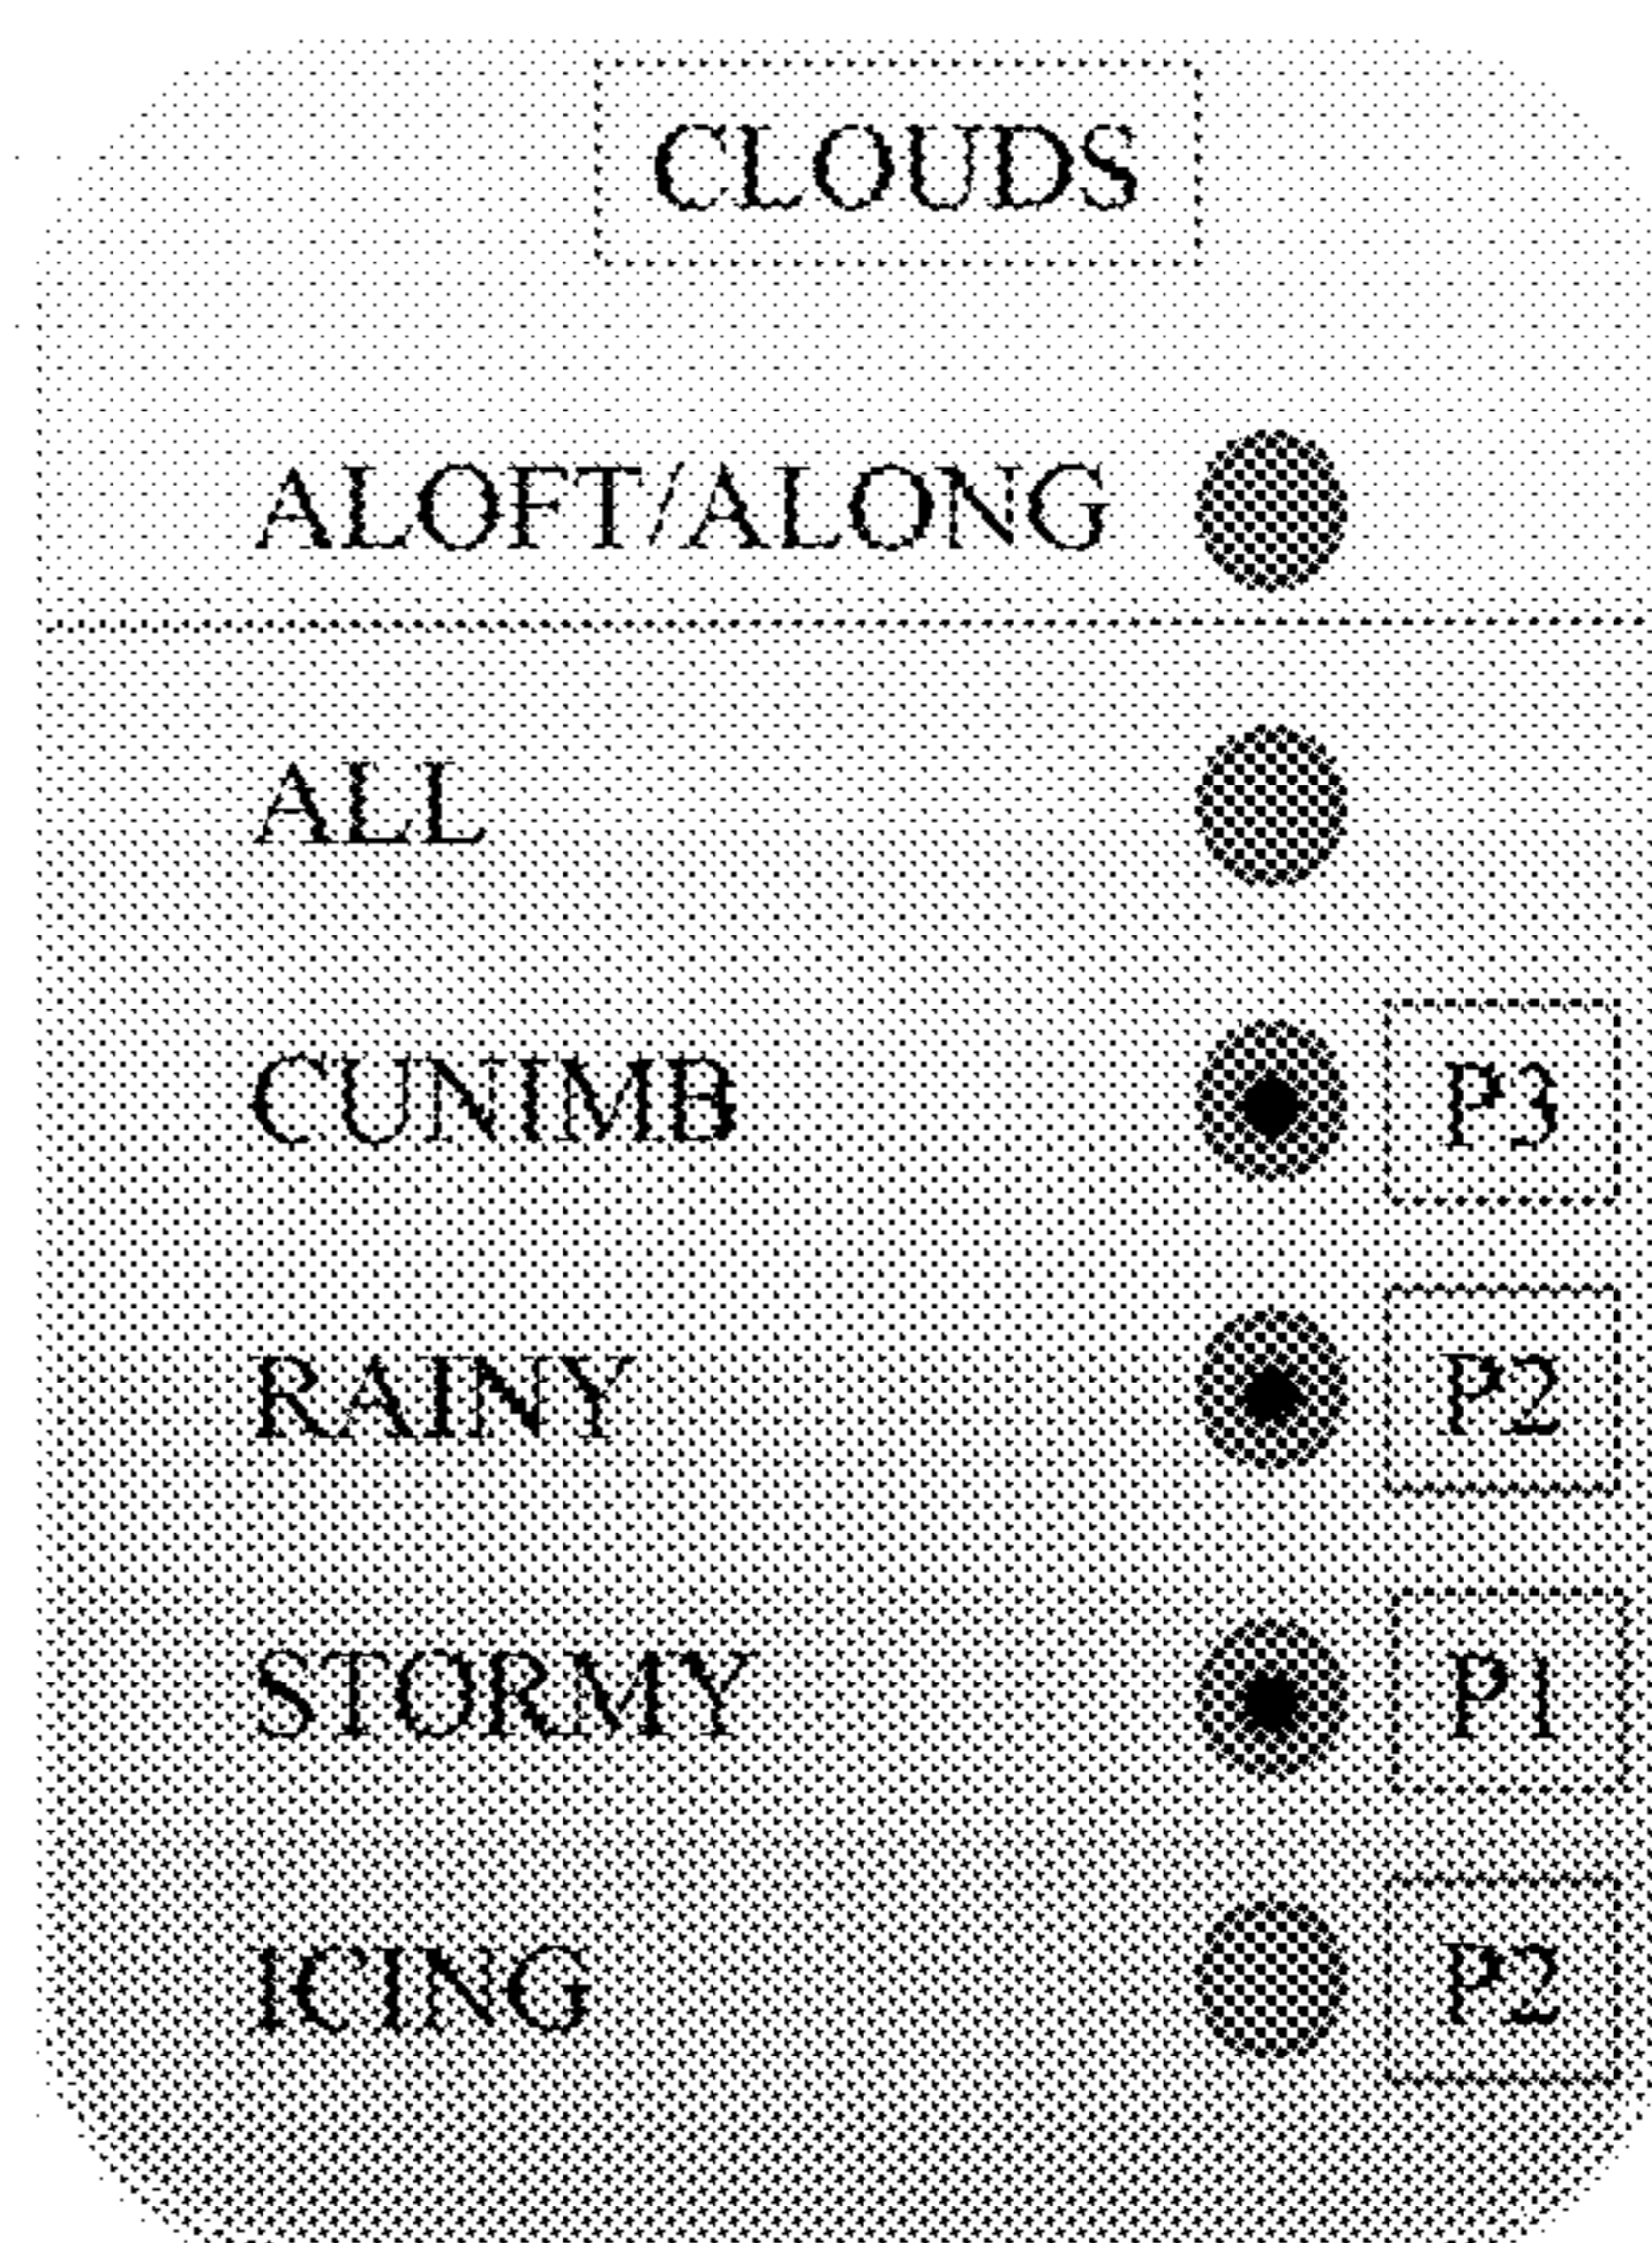 CLOUDS
ALOFT/ALONG
ALL
CUNIMB P3
RAINY P2
STORMY P1
ICING P2